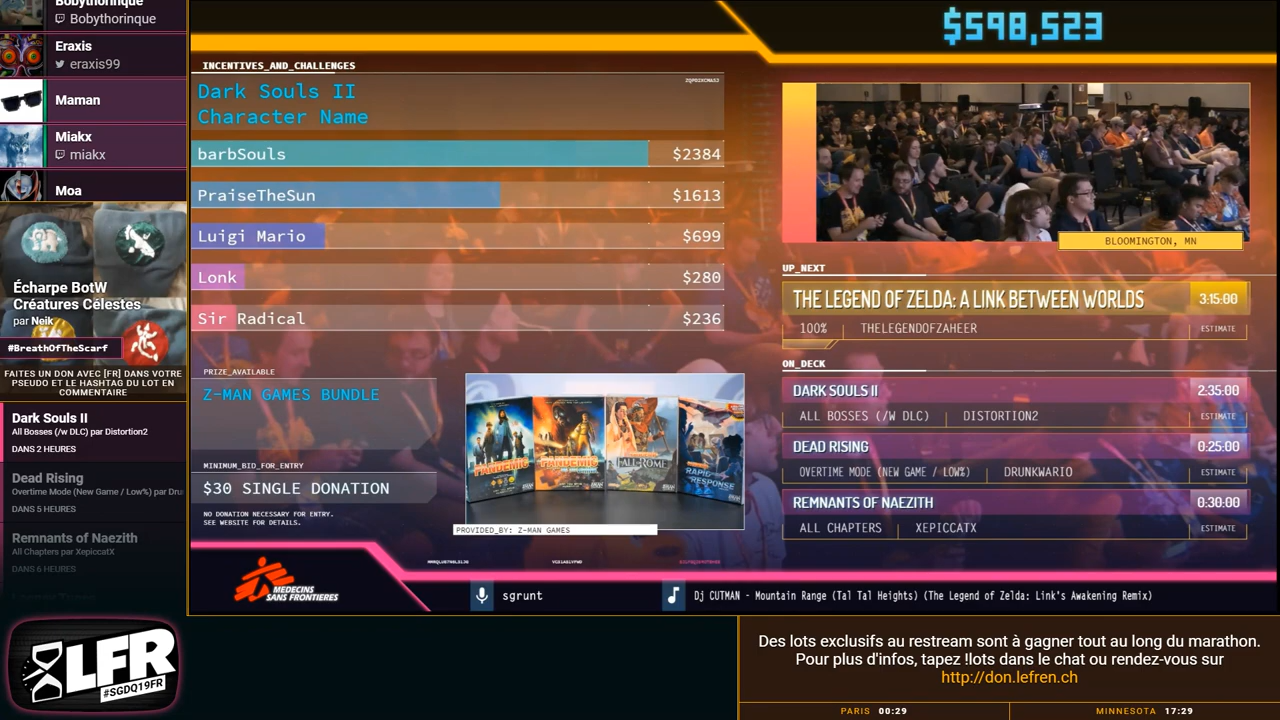 Bobythorinque
Bobythorinque
Eraxis
eraxis99
Maman
Miakx
miakx
Moa
Écharpe BotW
Créatures Célestes
par Neik
#BreathOfTheScarf
FAITES UN DON AVEC [FR] DANS VOTRE
PSEUDO ET LE HASHTAG DU LOT EN
COMMENTAIRE
Dark Souls II
All Bosses (/w DLC) par Distortion2
DANS 2 HEURES
Dead Rising
Overtime Mode (New Game / Low%) par Dru
DANS 5 HEURES
Remnants of Naezith
All Chapters par XepiccatX
DANS 6 HEURES
LFR
#SGDQ19FR
$598,523
INCENTIVES_AND_CHALLENGES
Dark Souls II
Character Name
barbSouls $2384
PraiseTheSun $1613
Luigi Mario $699
Lonk $280
Sir Radical $236
PRIZE_AVAILABLE
Z-MAN GAMES BUNDLE
MINIMUM_BID_FOR_ENTRY
$30 SINGLE DONATION
NO DONATION NECESSARY FOR ENTRY.
SEE WEBSITE FOR DETAILS.
PANDEMIC
PANDEMIC
FALL OF ROME
RAPID RESPONSE
PROVIDED_BY: Z-MAN GAMES
BLOOMINGTON, MN
UP_NEXT
THE LEGEND OF ZELDA: A LINK BETWEEN WORLDS 3:15:00
100% THELEGENDOFZAHEER ESTIMATE
ON_DECK
DARK SOULS II 2:35:00
ALL BOSSES (/W DLC) DISTORTION2 ESTIMATE
DEAD RISING 0:25:00
OVERTIME MODE (NEW GAME / LOW%) DRUNKWARIO ESTIMATE
REMNANTS OF NAEZITH 0:30:00
ALL CHAPTERS XEPICCATX ESTIMATE
MEDECINS
SANS FRONTIERES
sgrunt
Dj CUTMAN - Mountain Range (Tal Tal Heights) (The Legend of Zelda: Link's Awakening Remix)
Des lots exclusifs au restream sont à gagner tout au long du marathon.
Pour plus d'infos, tapez !lots dans le chat ou rendez-vous sur
http://don.lefren.ch
PARIS 00:29
MINNESOTA 17:29